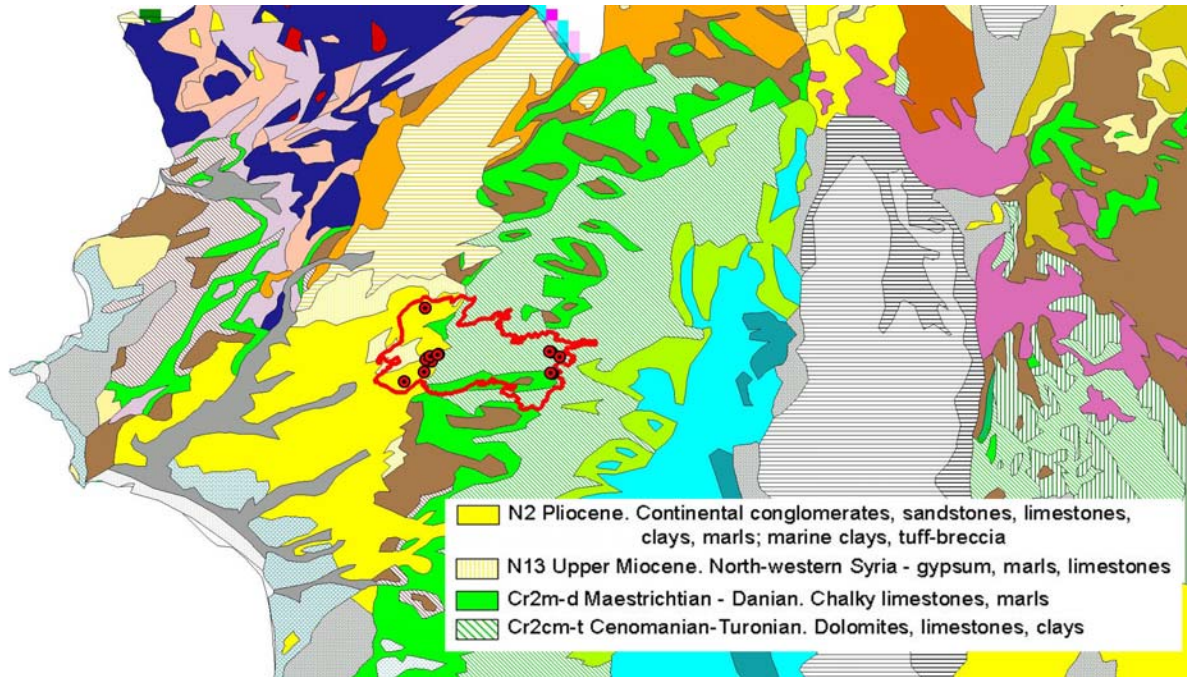 N2 Pliocene. Continental conglomerates, sandstones, limestones,
clays, marls; marine clays, tuff-breccia
N13 Upper Miocene. North-western Syria - gypsum, marls, limestones
Cr2m-d Maestrichtian - Danian. Chalky limestones, marls
Cr2cm-t Cenomanian-Turonian. Dolomites, limestones, clays